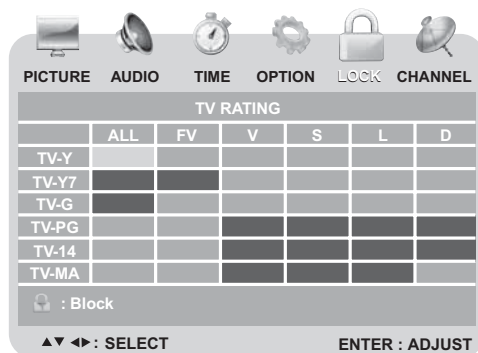 PICTURE AUDIO TIME OPTION LOCK CHANNEL
TV RATING
ALL FV V S L D
TV-Y
TV-Y7
TV-G
TV-PG
TV-14
TV-MA
: Block
▲▼ ◄►: SELECT ENTER : ADJUST